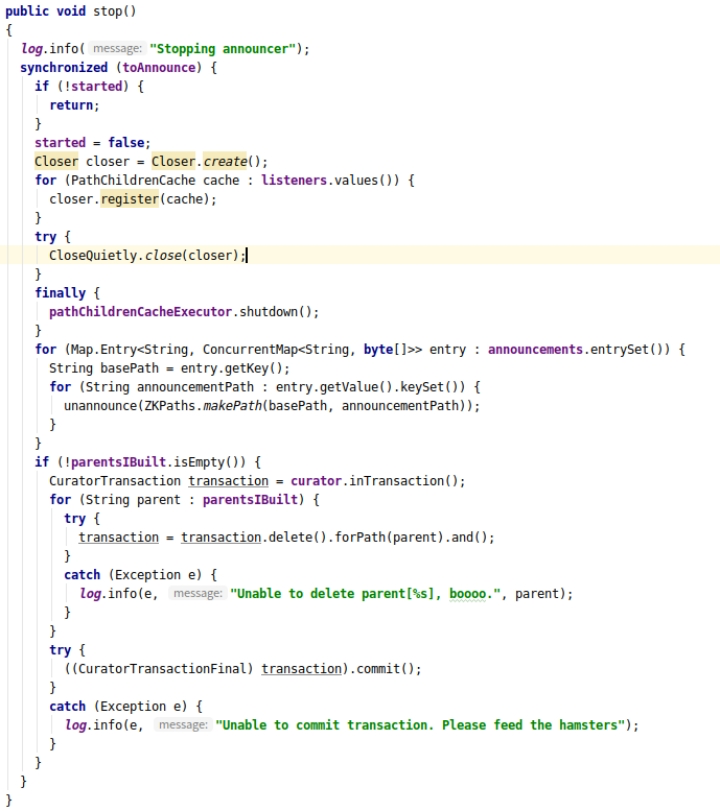 public void stop()
{
  log.info( message: "Stopping announcer");
  synchronized (toAnnounce) {
    if (!started) {
      return;
    }
    started = false;
    Closer closer = Closer.create();
    for (PathChildrenCache cache : listeners.values()) {
      closer.register(cache);
    }
    try {
      CloseQuietly.close(closer);
    }
    finally {
      pathChildrenCacheExecutor.shutdown();
    }
    for (Map.Entry<String, ConcurrentMap<String, byte[]>> entry : announcements.entrySet()) {
      String basePath = entry.getKey();
      for (String announcementPath : entry.getValue().keySet()) {
        unannounce(ZKPaths.makePath(basePath, announcementPath));
      }
    }
    if (!parentsIBuilt.isEmpty()) {
      CuratorTransaction transaction = curator.inTransaction();
      for (String parent : parentsIBuilt) {
        try {
          transaction = transaction.delete().forPath(parent).and();
        }
        catch (Exception e) {
          log.info(e, message: "Unable to delete parent[%s], boooo.", parent);
        }
      }
      try {
        ((CuratorTransactionFinal) transaction).commit();
      }
      catch (Exception e) {
        log.info(e, message: "Unable to commit transaction. Please feed the hamsters");
      }
    }
  }
}